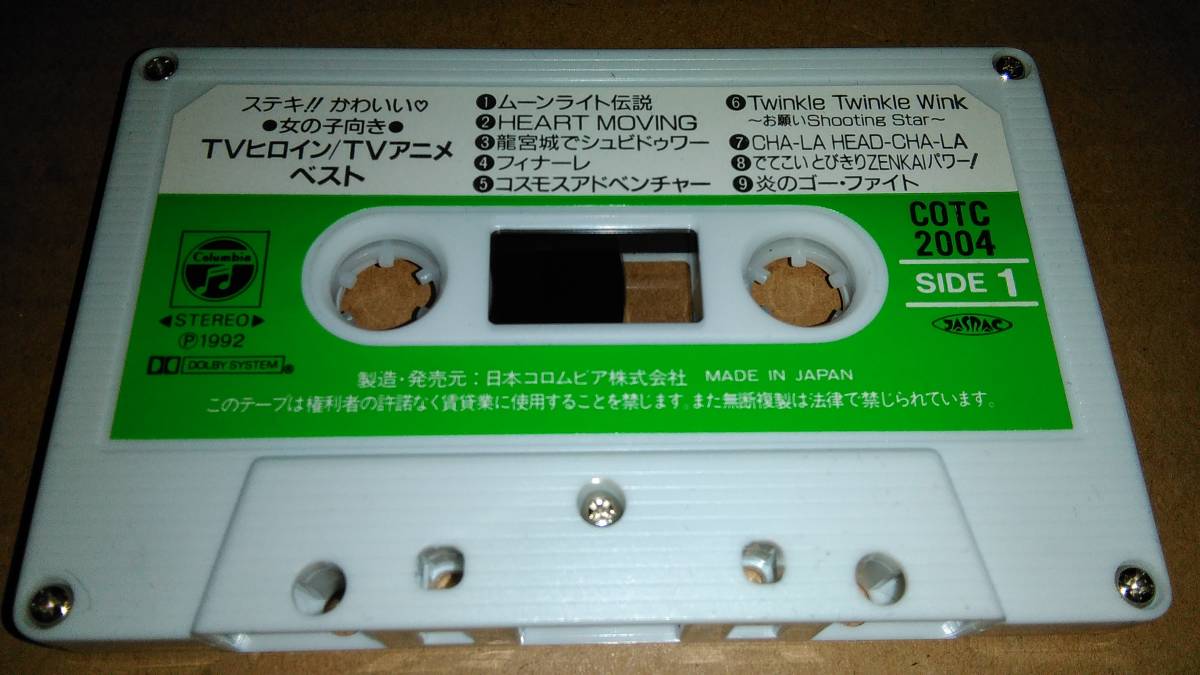 ステキ!! かわいい♡
●女の子向き●
TVヒロイン/TVアニメ
ベスト
❶ムーンライト伝説
❷HEART MOVING
❸龍宮城でシュビドゥワー
❹フィナーレ
❺コスモスアドベンチャー
❻Twinkle Twinkle Wink
～お願いShooting Star～
❼CHA-LA HEAD-CHA-LA
❽でてこい とびきりZENKAIパワー!
❾炎のゴー・ファイト
COTC
2004
SIDE 1
JASRAC
Columbia
◀STEREO▶
Ⓟ1992
DOLBY SYSTEM®
製造・発売元：日本コロムビア株式会社 MADE IN JAPAN
このテープは権利者の許諾なく賃貸業に使用することを禁じます。また無断複製は法律で禁じられています。